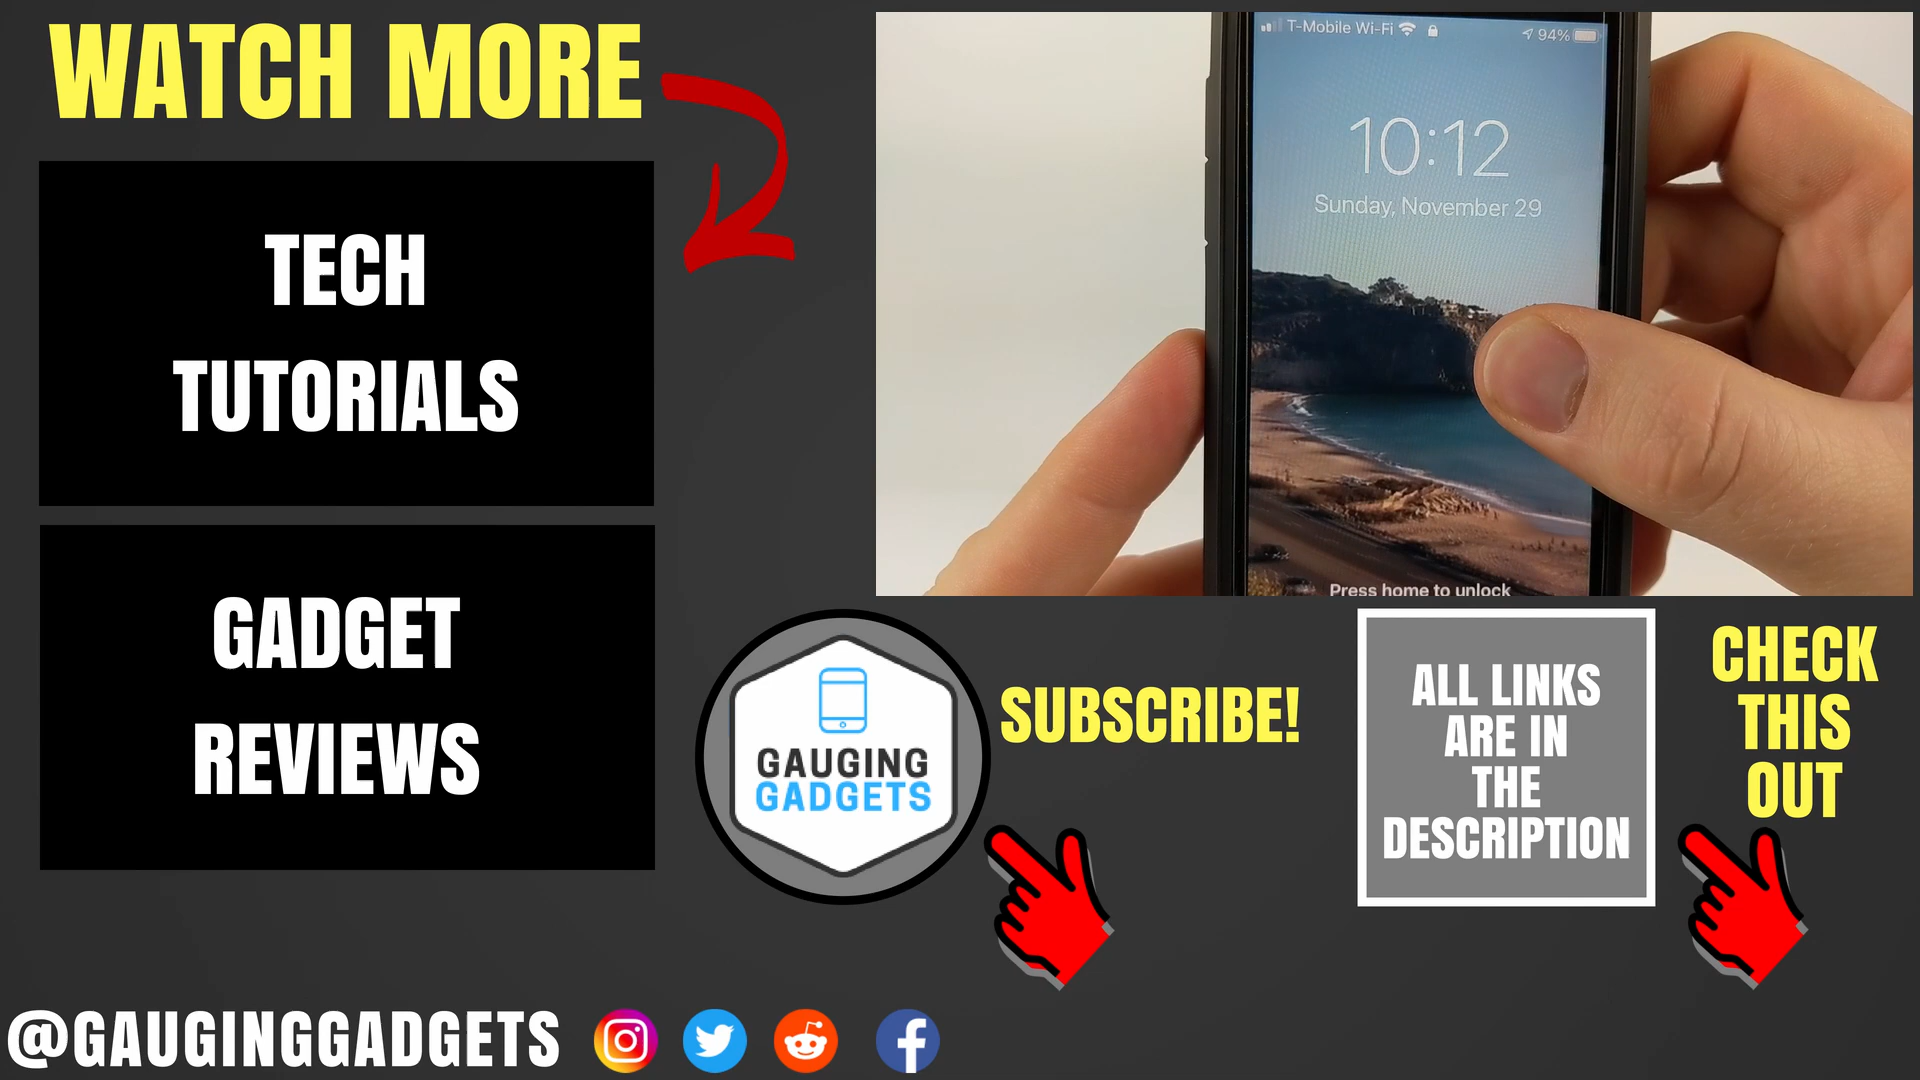 WATCH MORE
TECH
TUTORIALS
GADGET
REVIEWS
T-Mobile Wi-Fi
94%
10:12
Sunday, November 29
Press home to unlock
GAUGING
GADGETS
SUBSCRIBE!
ALL LINKS
ARE IN
THE
DESCRIPTION
CHECK
THIS
OUT
@GAUGINGGADGETS